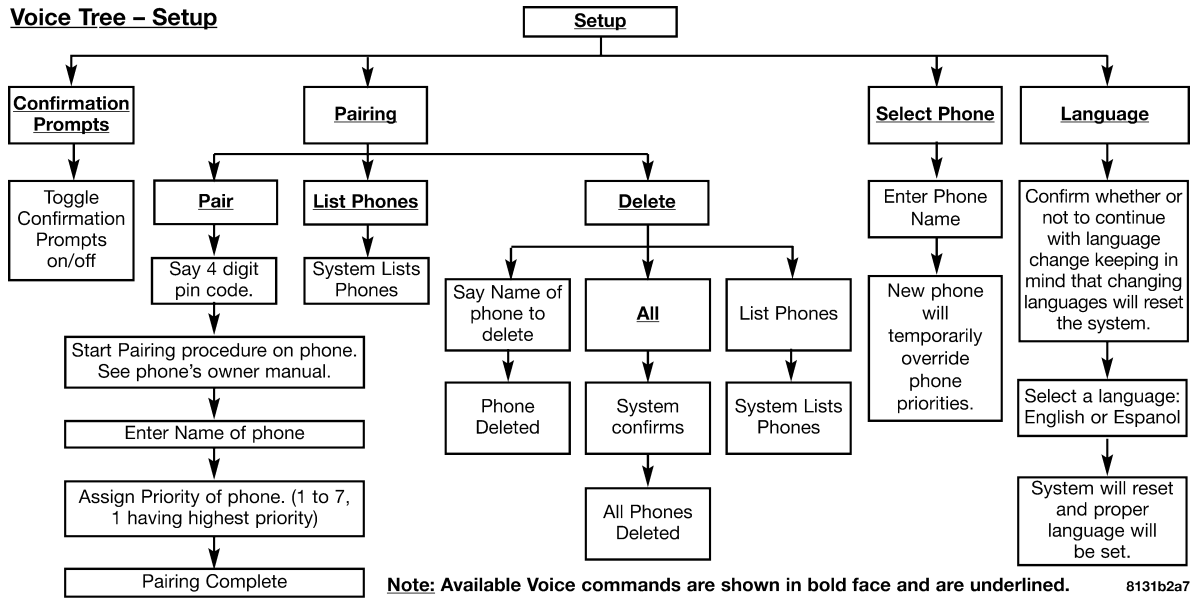 Voice Tree – Setup
Setup
Confirmation
Prompts
Toggle
Confirmation
Prompts
on/off
Pairing
Pair
Say 4 digit
pin code.
Start Pairing procedure on phone.
See phone's owner manual.
Enter Name of phone
Assign Priority of phone. (1 to 7,
1 having highest priority)
Pairing Complete
List Phones
System Lists
Phones
Delete
Say Name of
phone to
delete
Phone
Deleted
All
System
confirms
All Phones
Deleted
List Phones
System Lists
Phones
Select Phone
Enter Phone
Name
New phone
will
temporarily
override
phone
priorities.
Language
Confirm whether or
not to continue
with language
change keeping in
mind that changing
languages will reset
the system.
Select a language:
English or Espanol
System will reset
and proper
language will
be set.
Note: Available Voice commands are shown in bold face and are underlined.
8131b2a7